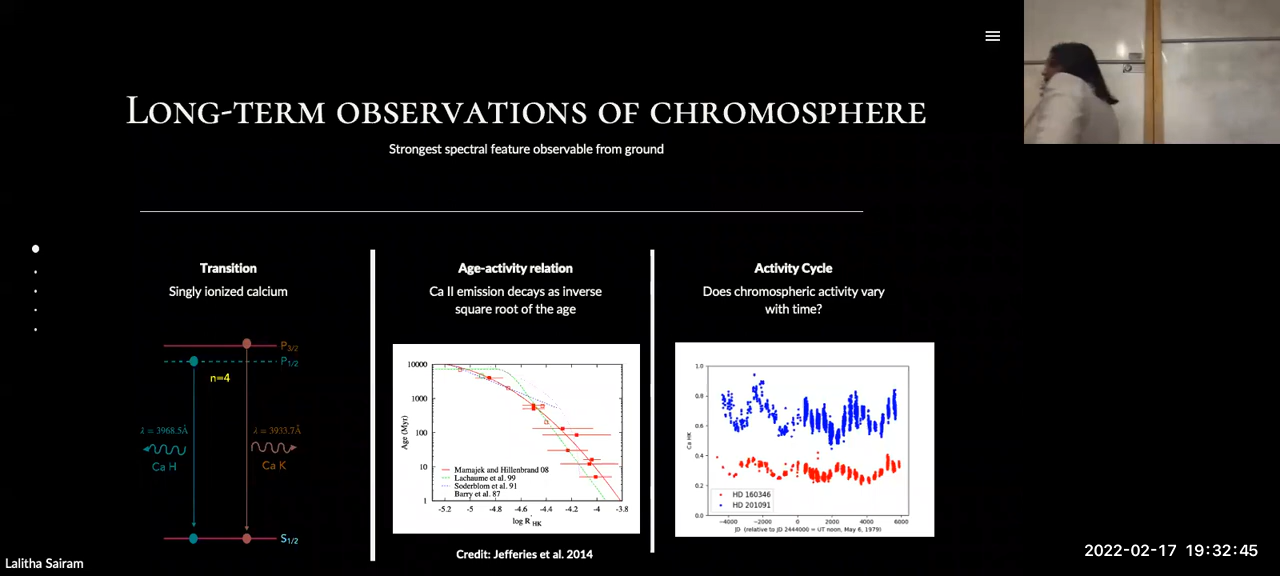 LONG-TERM OBSERVATIONS OF CHROMOSPHERE
Strongest spectral feature observable from ground
Transition
Singly ionized calcium
P3/2
P1/2
n=4
λ = 3968.5Å
λ = 3933.7Å
Ca H
Ca K
S1/2
Age-activity relation
Ca II emission decays as inverse
square root of the age
10000
1000
100
10
1
Age (Myr)
Mamajek and Hillenbrand 08
Lachaume et al. 99
Soderblom et al. 91
Barry et al. 87
-5.2 -5 -4.8 -4.6 -4.4 -4.2 -4 -3.8
log R'HK
Credit: Jefferies et al. 2014
Activity Cycle
Does chromospheric activity vary
with time?
1.0
0.8
0.6
0.4
0.2
0.0
Ca HK
HD 160346
HD 201091
−4000 −2000 0 2000 4000 6000
JD (relative to JD 2444000 = UT noon, May 6, 1979)
Lalitha Sairam
2022-02-17 19:32:45